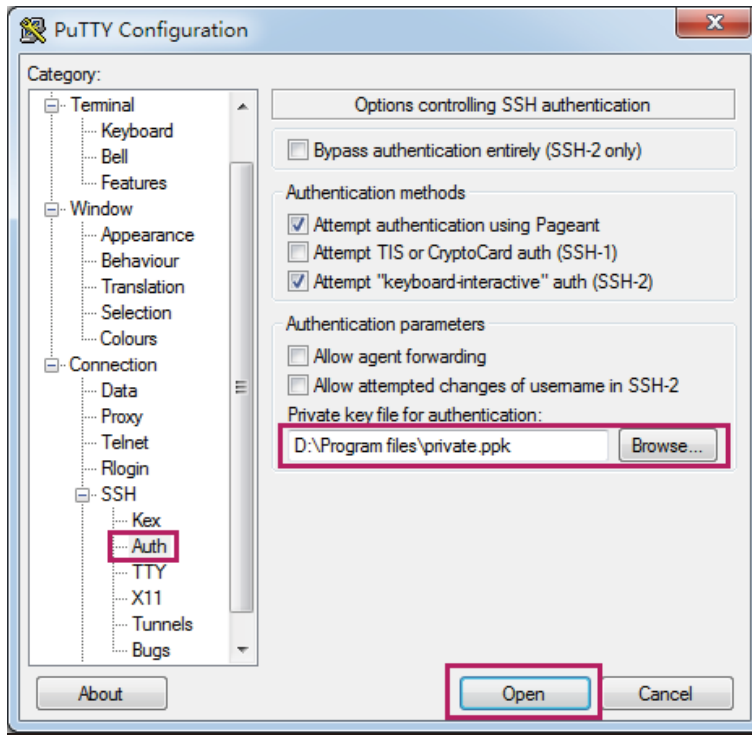 PuTTY Configuration
Category:
Terminal
Keyboard
Bell
Features
Window
Appearance
Behaviour
Translation
Selection
Colours
Connection
Data
Proxy
Telnet
Rlogin
SSH
Kex
Auth
TTY
X11
Tunnels
Bugs
Options controlling SSH authentication
Bypass authentication entirely (SSH-2 only)
Authentication methods
Attempt authentication using Pageant
Attempt TIS or CryptoCard auth (SSH-1)
Attempt "keyboard-interactive" auth (SSH-2)
Authentication parameters
Allow agent forwarding
Allow attempted changes of username in SSH-2
Private key file for authentication:
D:\Program files\private.ppk Browse...
About Open Cancel